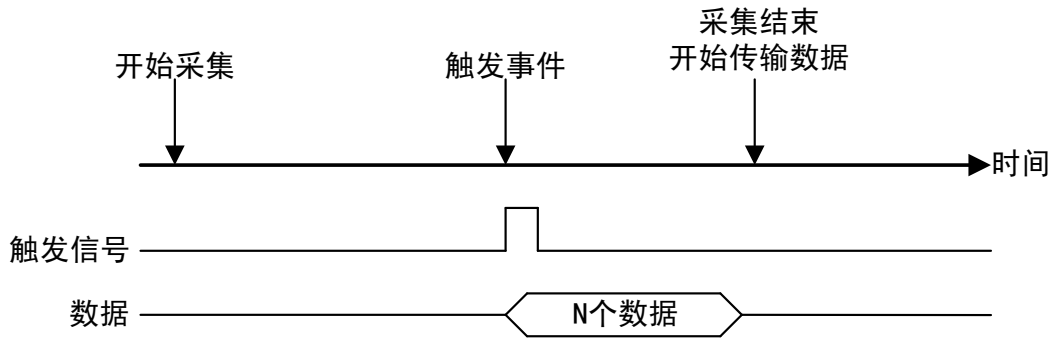 开始采集
触发事件
采集结束
开始传输数据
时间
触发信号
数据
N个数据